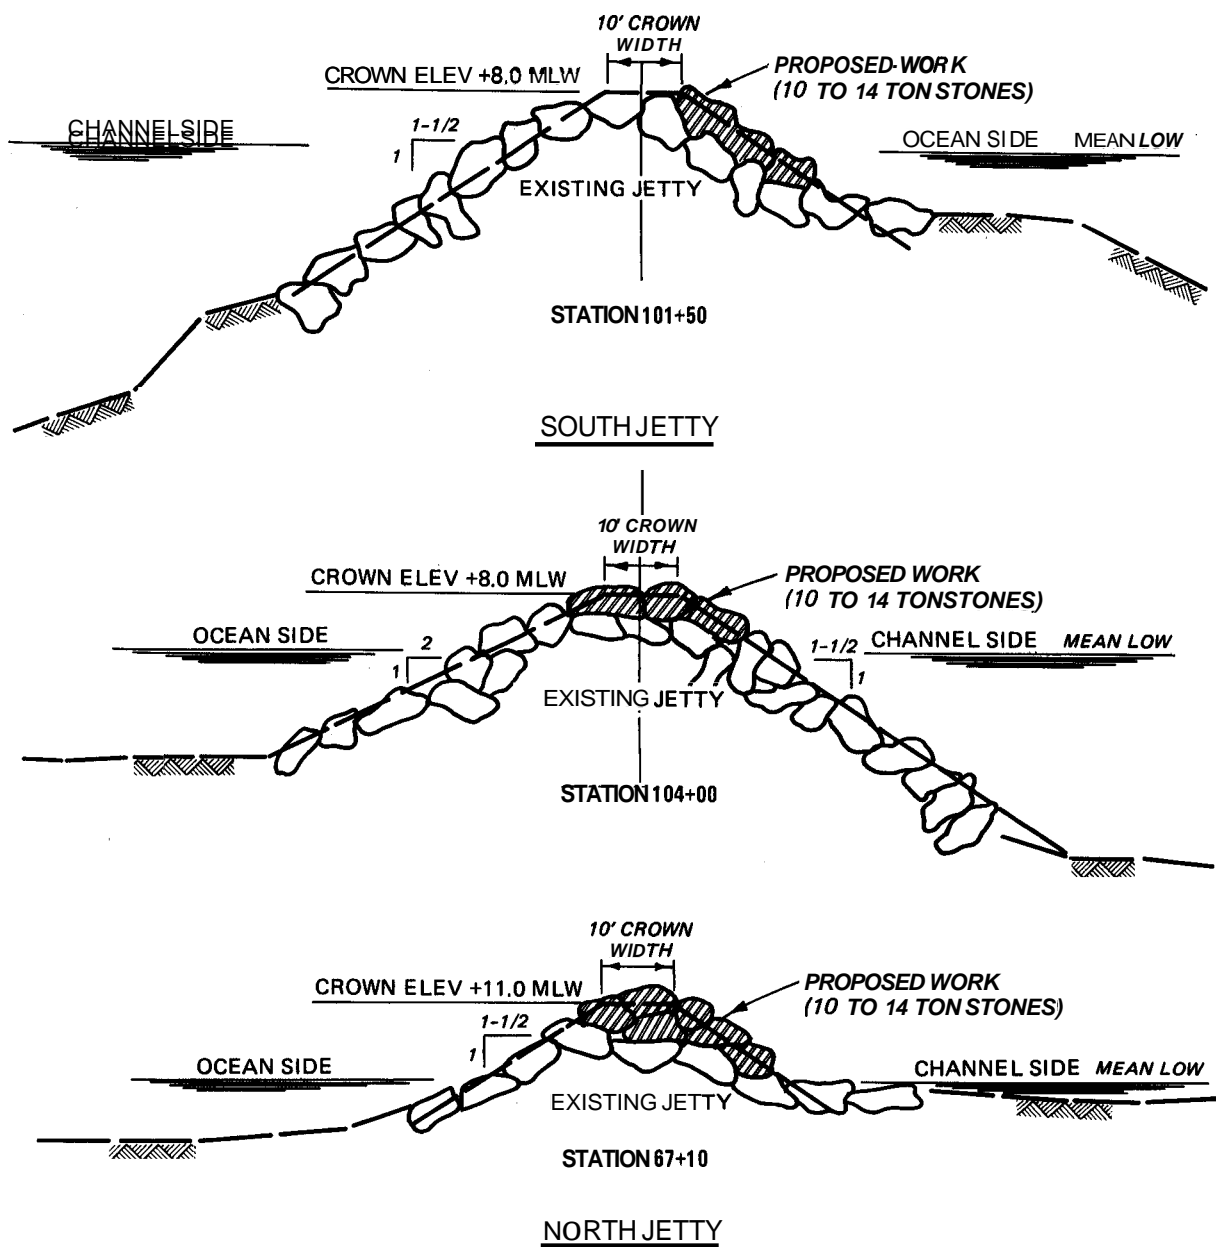 10' CROWN
WIDTH
CROWN ELEV +8.0 MLW
PROPOSED-WORK
(10 TO 14 TON STONES)
CHANNELSIDE
CHANNELSIDE
1-1/2
1
OCEAN SIDE MEAN LOW
EXISTING JETTY
STATION 101+50
SOUTH JETTY
10' CROWN
WIDTH
CROWN ELEV +8.0 MLW
PROPOSED WORK
(10 TO 14 TONSTONES)
OCEAN SIDE
2
1
1-1/2
1
CHANNEL SIDE MEAN LOW
EXISTING JETTY
STATION 104+00
10' CROWN
WIDTH
CROWN ELEV +11.0 MLW
PROPOSED WORK
(10 TO 14 TON STONES)
1-1/2
1
OCEAN SIDE
CHANNEL SIDE MEAN LOW
EXISTING JETTY
STATION 67+10
NORTH JETTY